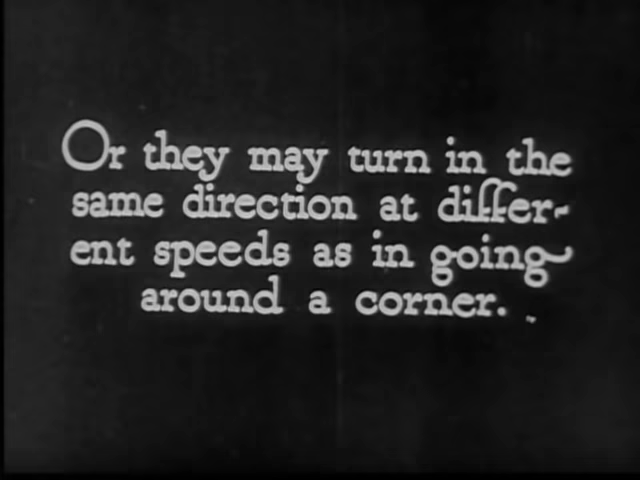 Or they may turn in the
same direction at differ-
ent speeds as in going
around a corner.